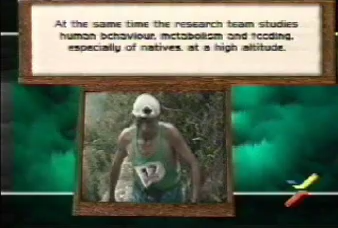 At the same time the research team studies
human behaviour, metabolism and feeding,
especially of natives, at a high altitude.
17